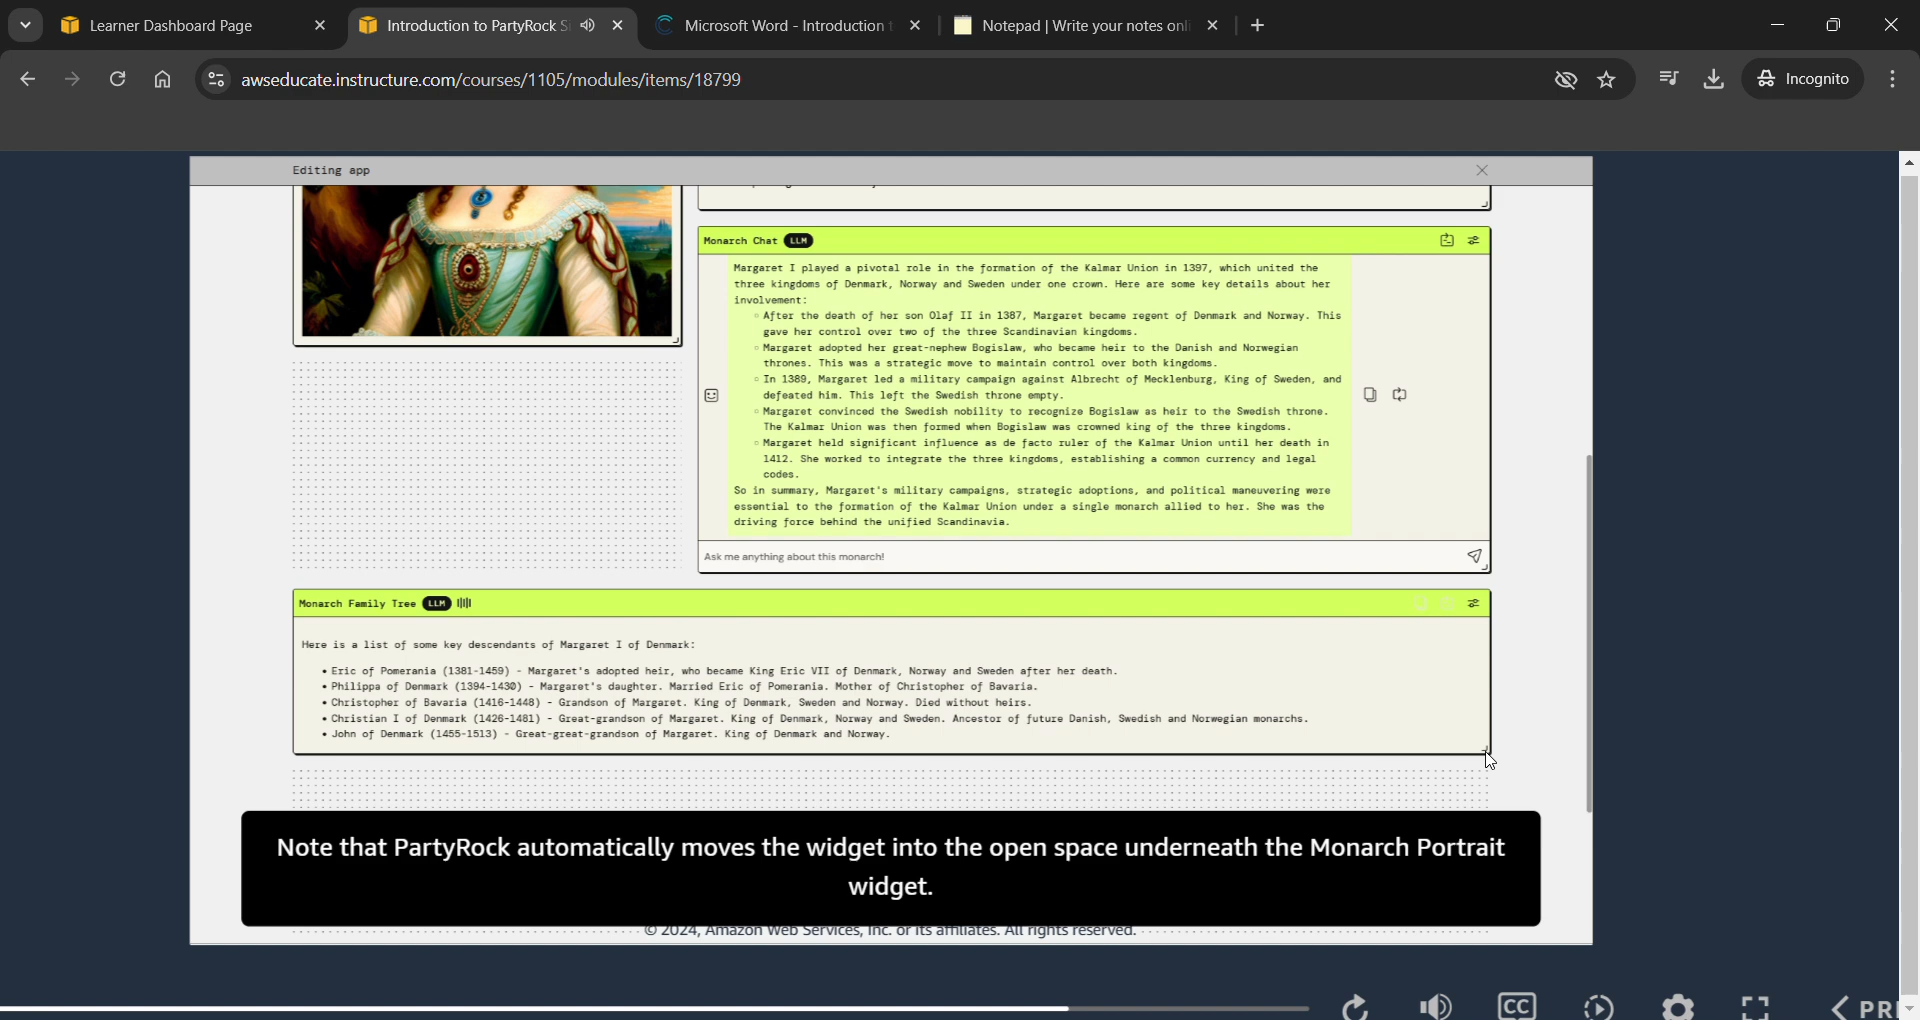 Learner Dashboard Page
Introduction to PartyRock Si
Microsoft Word - Introduction t
Notepad | Write your notes onli
awseducate.instructure.com/courses/1105/modules/items/18799
Incognito
Editing app
Monarch Chat LLM
Margaret I played a pivotal role in the formation of the Kalmar Union in 1397, which united the
three kingdoms of Denmark, Norway and Sweden under one crown. Here are some key details about her
involvement:
After the death of her son Olaf II in 1387, Margaret became regent of Denmark and Norway. This
gave her control over two of the three Scandinavian kingdoms.
Margaret adopted her great-nephew Bogislaw, who became heir to the Danish and Norwegian
thrones. This was a strategic move to maintain control over both kingdoms.
In 1389, Margaret led a military campaign against Albrecht of Mecklenburg, King of Sweden, and
defeated him. This left the Swedish throne empty.
Margaret convinced the Swedish nobility to recognize Bogislaw as heir to the Swedish throne.
The Kalmar Union was then formed when Bogislaw was crowned king of the three kingdoms.
Margaret held significant influence as de facto ruler of the Kalmar Union until her death in
1412. She worked to integrate the three kingdoms, establishing a common currency and legal
codes.
So in summary, Margaret's military campaigns, strategic adoptions, and political maneuvering were
essential to the formation of the Kalmar Union under a single monarch allied to her. She was the
driving force behind the unified Scandinavia.
Ask me anything about this monarch!
Monarch Family Tree LLM
Here is a list of some key descendants of Margaret I of Denmark:
• Eric of Pomerania (1381-1459) - Margaret's adopted heir, who became King Eric VII of Denmark, Norway and Sweden after her death.
• Philippa of Denmark (1394-1430) - Margaret's daughter. Married Eric of Pomerania. Mother of Christopher of Bavaria.
• Christopher of Bavaria (1416-1448) - Grandson of Margaret. King of Denmark, Sweden and Norway. Died without heirs.
• Christian I of Denmark (1426-1481) - Great-grandson of Margaret. King of Denmark, Norway and Sweden. Ancestor of future Danish, Swedish and Norwegian monarchs.
• John of Denmark (1455-1513) - Great-great-grandson of Margaret. King of Denmark and Norway.
Note that PartyRock automatically moves the widget into the open space underneath the Monarch Portrait
widget.
© 2024, Amazon Web Services, Inc. or its affiliates. All rights reserved.
CC
PRE